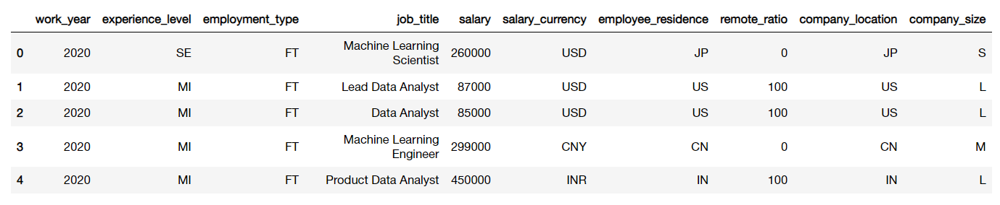 work_year experience_level employment_type job_title salary salary_currency employee_residence remote_ratio company_location company_size
0 2020 SE FT Machine Learning Scientist 260000 USD JP 0 JP S
1 2020 MI FT Lead Data Analyst 87000 USD US 100 US L
2 2020 MI FT Data Analyst 85000 USD US 100 US L
3 2020 MI FT Machine Learning Engineer 299000 CNY CN 0 CN M
4 2020 MI FT Product Data Analyst 450000 INR IN 100 IN L